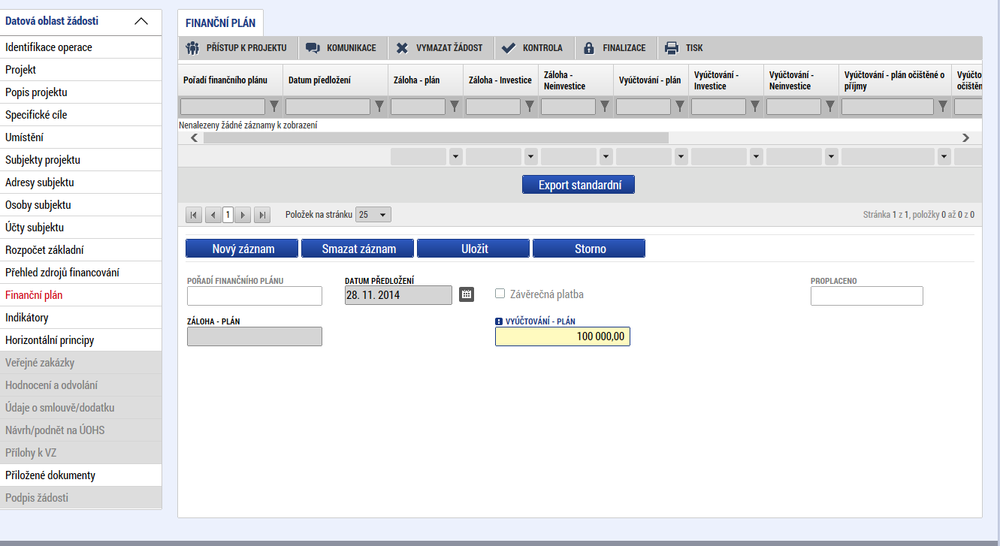 Datová oblast žádosti
Identifikace operace
Projekt
Popis projektu
Specifické cíle
Umístění
Subjekty projektu
Adresy subjektu
Osoby subjektu
Účty subjektu
Rozpočet základní
Přehled zdrojů financování
Finanční plán
Indikátory
Horizontální principy
Veřejné zakázky
Hodnocení a odvolání
Údaje o smlouvě/dodatku
Návrh/podnět na ÚOHS
Přílohy k VZ
Přiložené dokumenty
Podpis žádosti
FINANČNÍ PLÁN
PŘÍSTUP K PROJEKTU KOMUNIKACE VYMAZAT ŽÁDOST KONTROLA FINALIZACE TISK
Pořadí finančního plánu Datum předložení Záloha - plán Záloha - Investice Záloha - Neinvestice Vyúčtování - plán Vyúčtování - Investice Vyúčtování - Neinvestice Vyúčtování - plán očištěné o příjmy Vyúčto očištěn
Nenalezeny žádné záznamy k zobrazení
Export standardní
1 Položek na stránku 25 Stránka 1 z 1, položky 0 až 0 z 0
Nový záznam Smazat záznam Uložit Storno
POŘADÍ FINANČNÍHO PLÁNU DATUM PŘEDLOŽENÍ PROPLACENO
28. 11. 2014 Závěrečná platba
ZÁLOHA - PLÁN VYÚČTOVÁNÍ - PLÁN
100 000,00